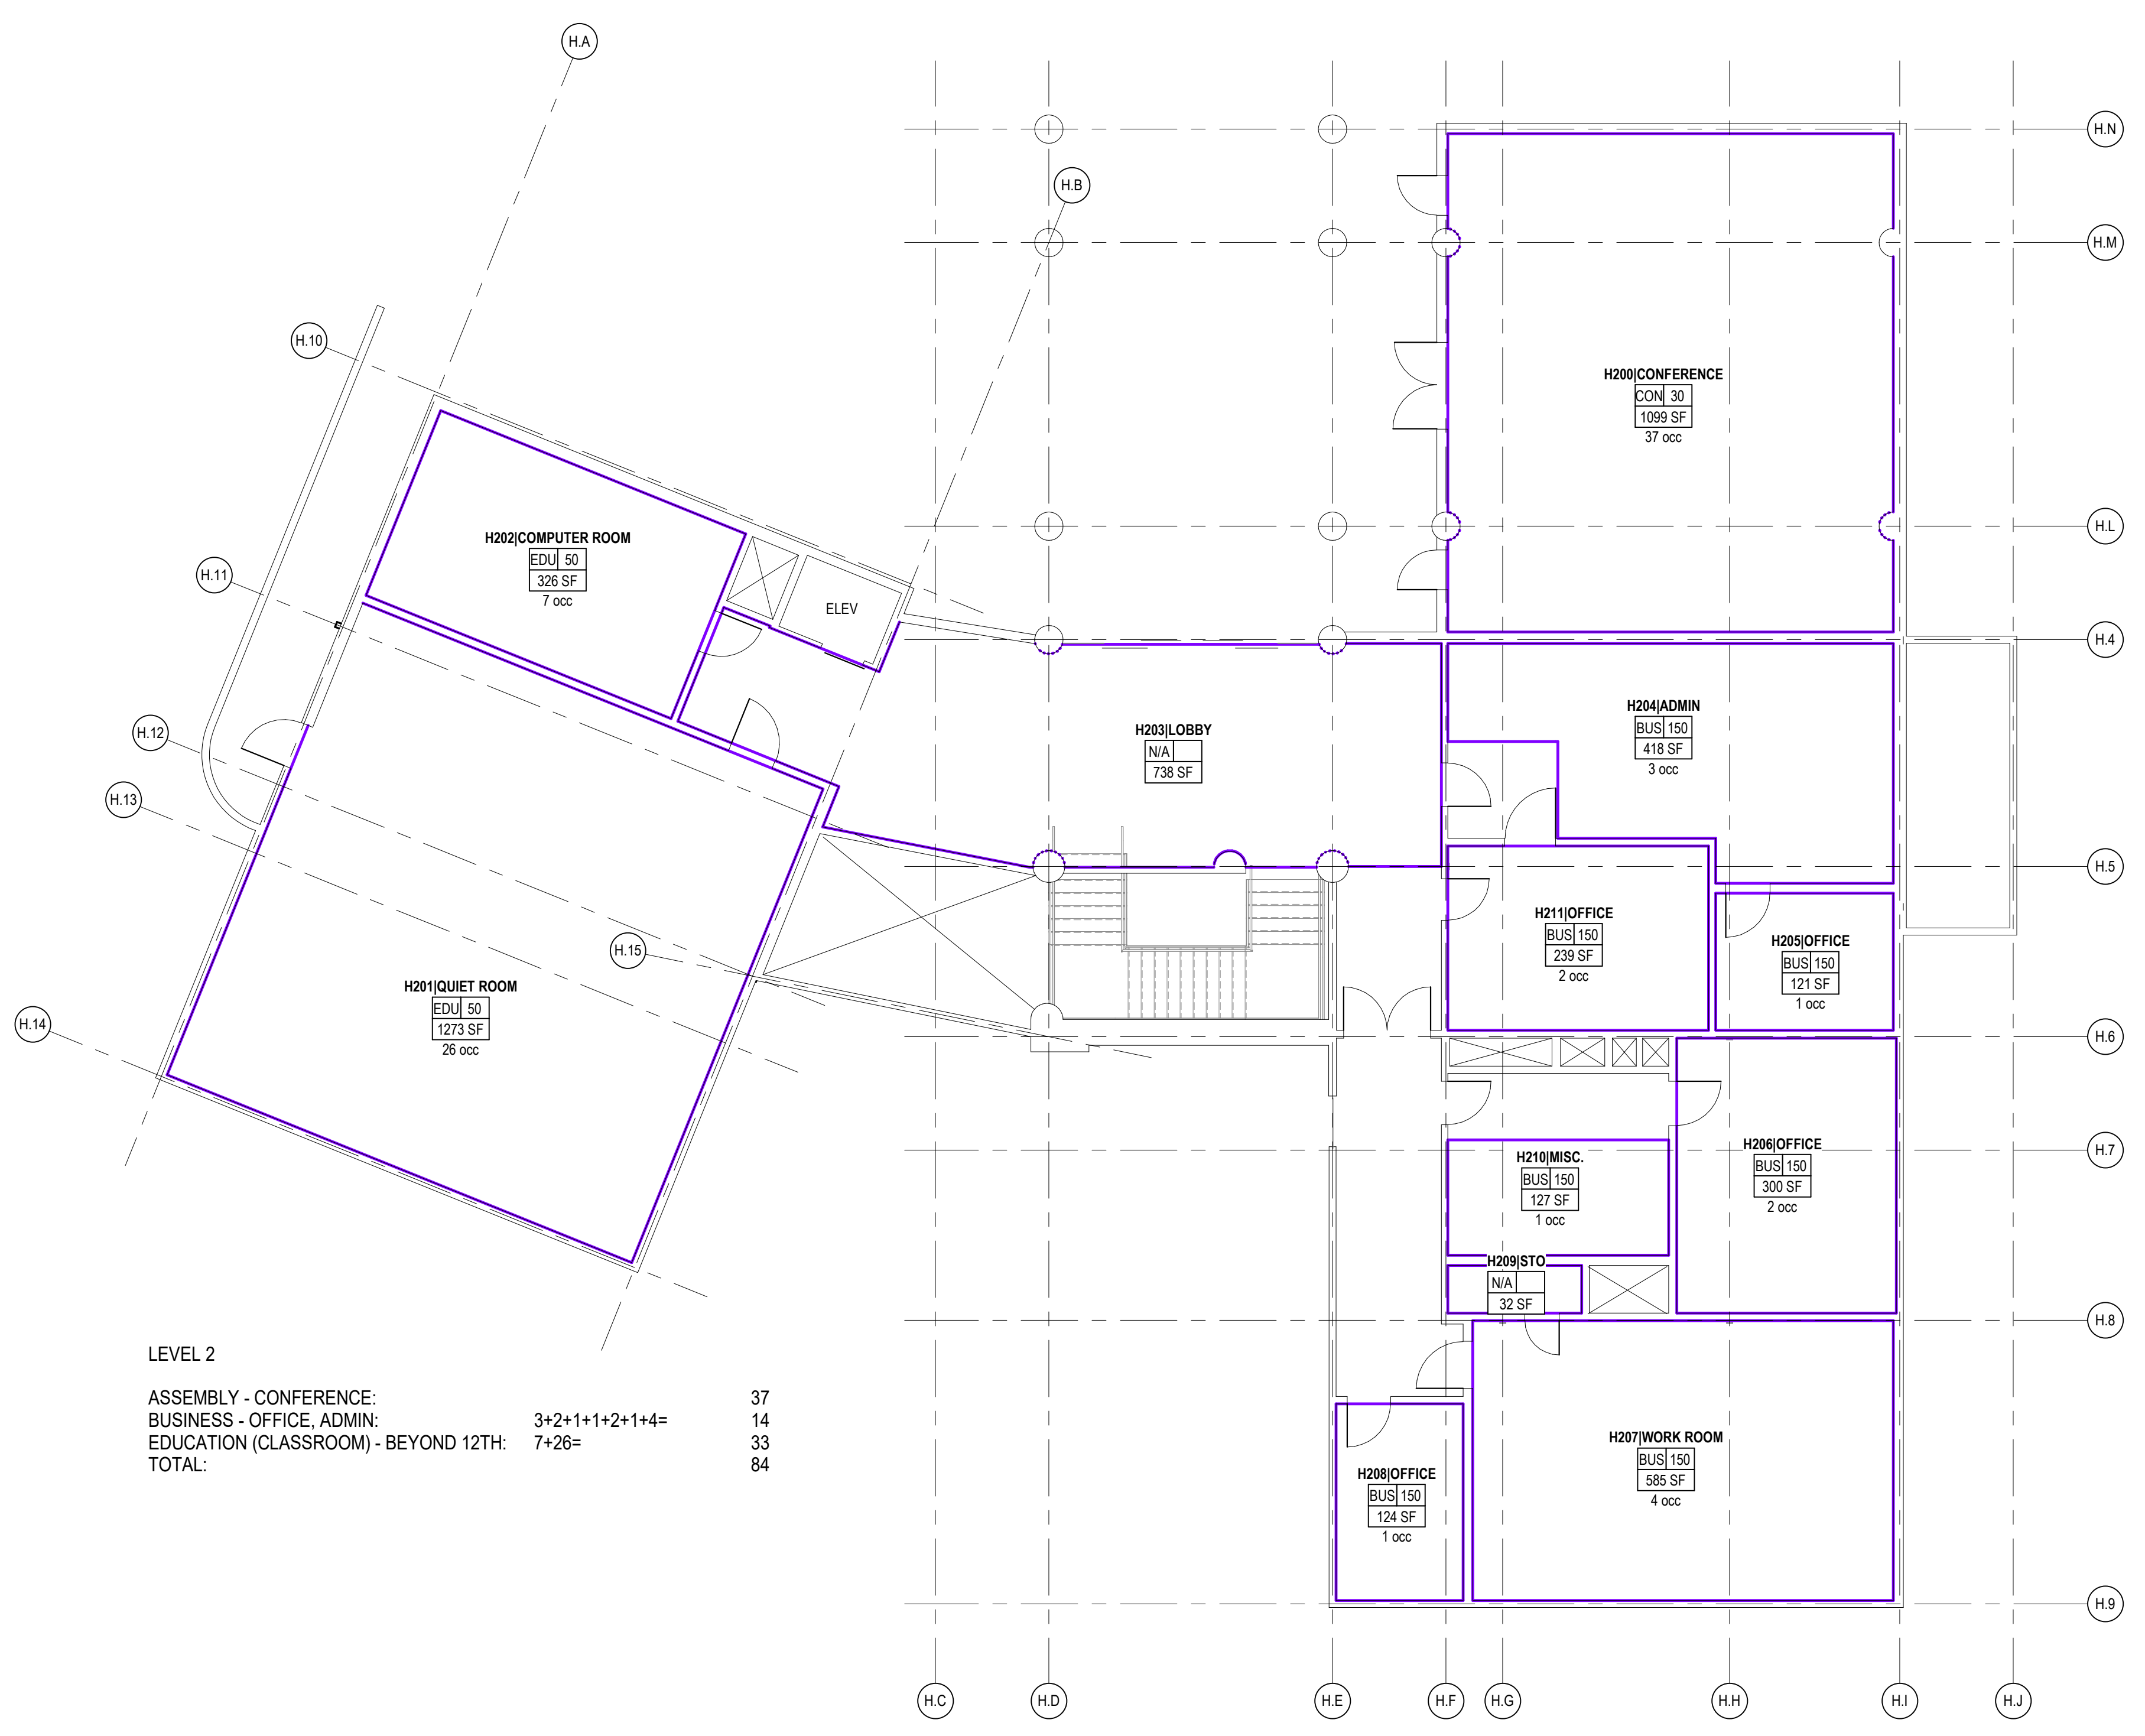 H.A
H.N
H.B
H.M
H.10
H200|CONFERENCE
CON 30
1099 SF
37 occ
H.L
H202|COMPUTER ROOM
EDU 50
326 SF
7 occ
H.11
ELEV
H.4
H204|ADMIN
BUS 150
418 SF
3 occ
H203|LOBBY
N/A
738 SF
H.12
H.13
H.5
H211|OFFICE
BUS 150
239 SF
2 occ
H205|OFFICE
BUS 150
121 SF
1 occ
H.15
H201|QUIET ROOM
EDU 50
1273 SF
26 occ
H.14
H.6
H206|OFFICE
BUS 150
300 SF
2 occ
H.7
H210|MISC.
BUS 150
127 SF
1 occ
H209|STO
N/A
32 SF
H.8
LEVEL 2
ASSEMBLY - CONFERENCE: 37
BUSINESS - OFFICE, ADMIN: 3+2+1+1+2+1+4= 14
EDUCATION (CLASSROOM) - BEYOND 12TH: 7+26= 33
TOTAL: 84
H207|WORK ROOM
BUS 150
585 SF
4 occ
H208|OFFICE
BUS 150
124 SF
1 occ
H.9
H.C
H.D
H.E
H.F
H.G
H.H
H.I
H.J